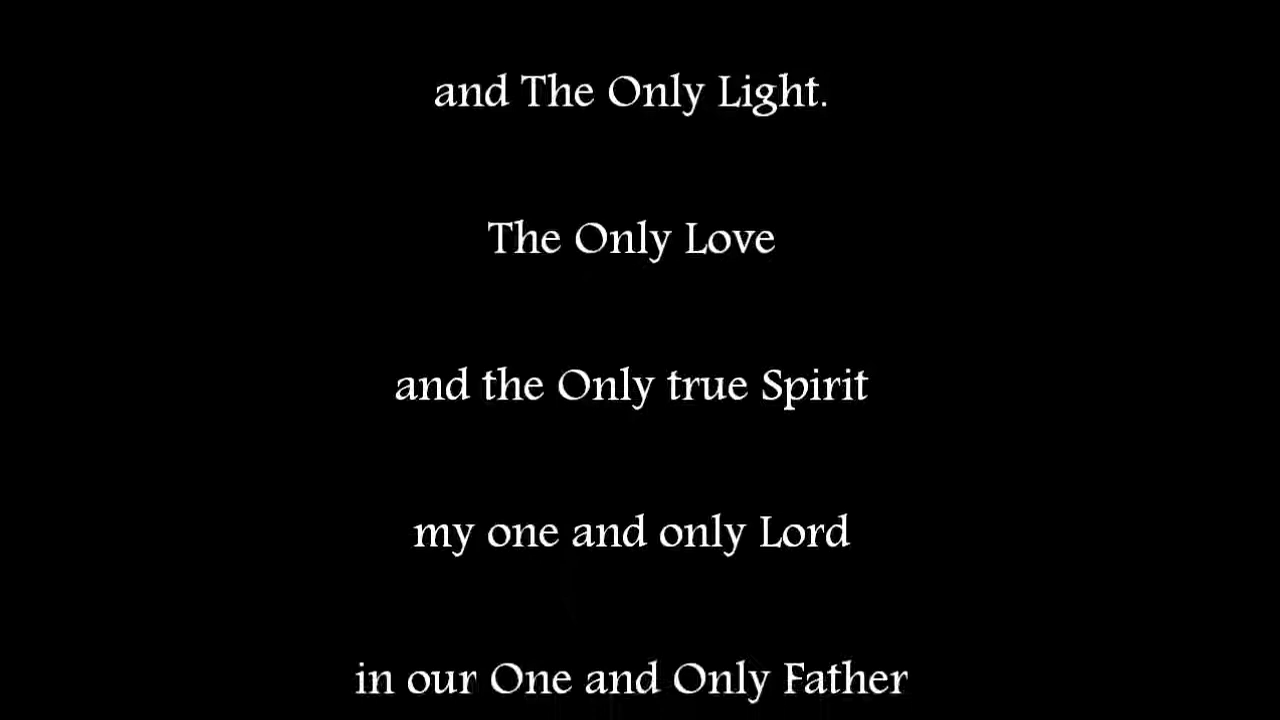 and The Only Light.
The Only Love
and the Only true Spirit
my one and only Lord
in our One and Only Father